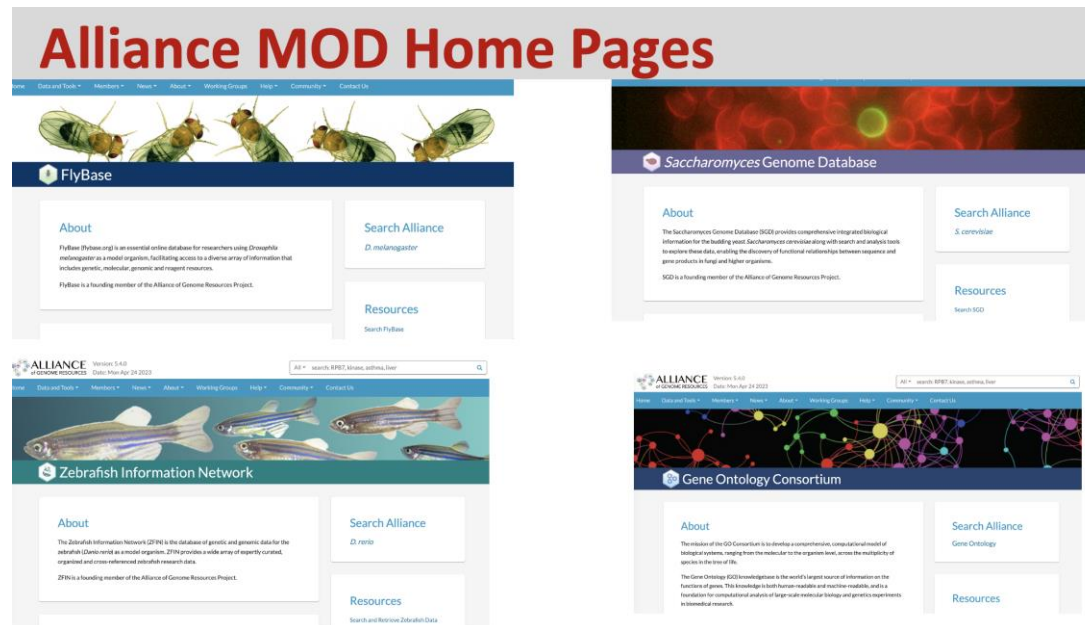 Alliance MOD Home Pages
Home Data and Tools Members News About Working Groups Help Community Contact Us
FlyBase
About
FlyBase (flybase.org) is an essential online database for researchers using Drosophila
melanogaster as a model organism, facilitating access to a diverse array of information that
includes genetic, molecular, genomic and reagent resources.
FlyBase is a founding member of the Alliance of Genome Resources Project.
Search Alliance
D. melanogaster
Resources
Search FlyBase
Saccharomyces Genome Database
About
The Saccharomyces Genome Database (SGD) provides comprehensive integrated biological
information for the budding yeast Saccharomyces cerevisiae along with search and analysis tools
to explore these data, enabling the discovery of functional relationships between sequence and
gene products in fungi and higher organisms.
SGD is a founding member of the Alliance of Genome Resources Project.
Search Alliance
S. cerevisiae
Resources
Search SGD
ALLIANCE
of GENOME RESOURCES
Version: 5.4.0
Date: Mon Apr 24 2023
All search: RPB7, kinase, asthma, liver
Home Data and Tools Members News About Working Groups Help Community Contact Us
Zebrafish Information Network
About
The Zebrafish Information Network (ZFIN) is the database of genetic and genomic data for the
zebrafish (Danio rerio) as a model organism. ZFIN provides a wide array of expertly curated,
organized and cross-referenced zebrafish research data.
ZFIN is a founding member of the Alliance of Genome Resources Project.
Search Alliance
D. rerio
Resources
Search and Retrieve Zebrafish Data
ALLIANCE
of GENOME RESOURCES
Version: 5.4.0
Date: Mon Apr 24 2023
All search: RPB7, kinase, asthma, liver
Home Data and Tools Members News About Working Groups Help Community Contact Us
Gene Ontology Consortium
About
The mission of the GO Consortium is to develop a comprehensive, computational model of
biological systems, ranging from the molecular to the organism level, across the multiplicity of
species in the tree of life.
The Gene Ontology (GO) knowledgebase is the world's largest source of information on the
functions of genes. This knowledge is both human-readable and machine-readable, and is a
foundation for computational analysis of large-scale molecular biology and genetics experiments
in biomedical research.
Search Alliance
Gene Ontology
Resources